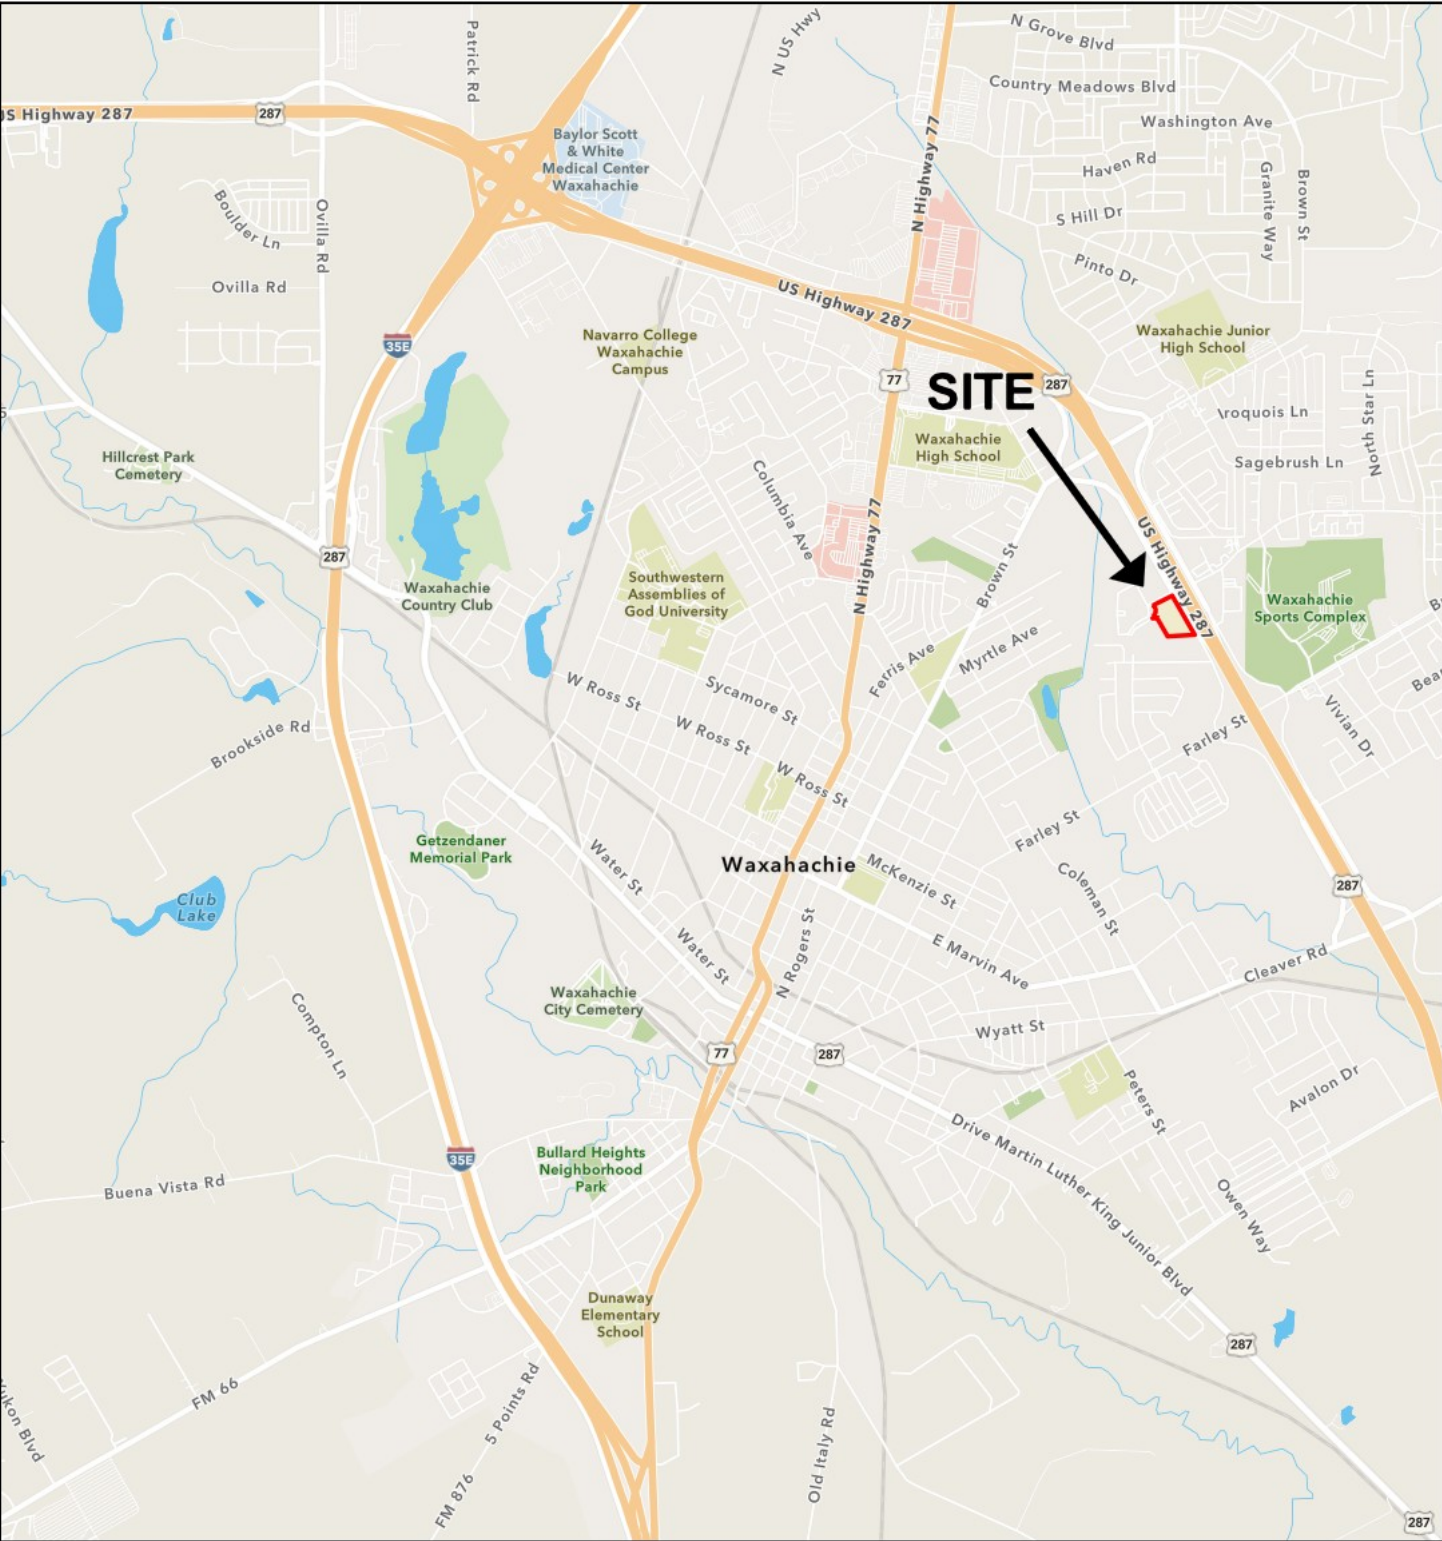 N US Hwy
N Grove Blvd
Patrick Rd
Country Meadows Blvd
US Highway 287
287
Washington Ave
Baylor Scott
& White
Medical Center
Waxahachie
N Highway 77
Haven Rd
Granite Way
Brown St
Boulder Ln
Ovilla Rd
S Hill Dr
Pinto Dr
Ovilla Rd
US Highway 287
Navarro College
Waxahachie
Campus
Waxahachie Junior
High School
35E
77
SITE
287
Iroquois Ln
North Star Ln
Hillcrest Park
Cemetery
Waxahachie
High School
Sagebrush Ln
Columbia Ave
N Highway 77
US Highway 287
287
Brown St
Waxahachie
Country Club
Southwestern
Assemblies of
God University
Waxahachie
Sports Complex
Ferris Ave
Myrtle Ave
W Ross St
Sycamore St
W Ross St
Brookside Rd
Farley St
Vivian Dr
W Ross St
Getzendaner
Memorial Park
Water St
Waxahachie
Farley St
McKenzie St
Coleman St
287
Club
Lake
Water St
N Rogers St
E Marvin Ave
Cleaver Rd
Waxahachie
City Cemetery
Compton Ln
Wyatt St
77
287
Peters St
Avalon Dr
Drive Martin Luther King Junior Blvd
35E
Bullard Heights
Neighborhood
Park
Buena Vista Rd
Owen Way
Dunaway
Elementary
School
287
FM 66
5 Points Rd
Old Italy Rd
FM 876
287